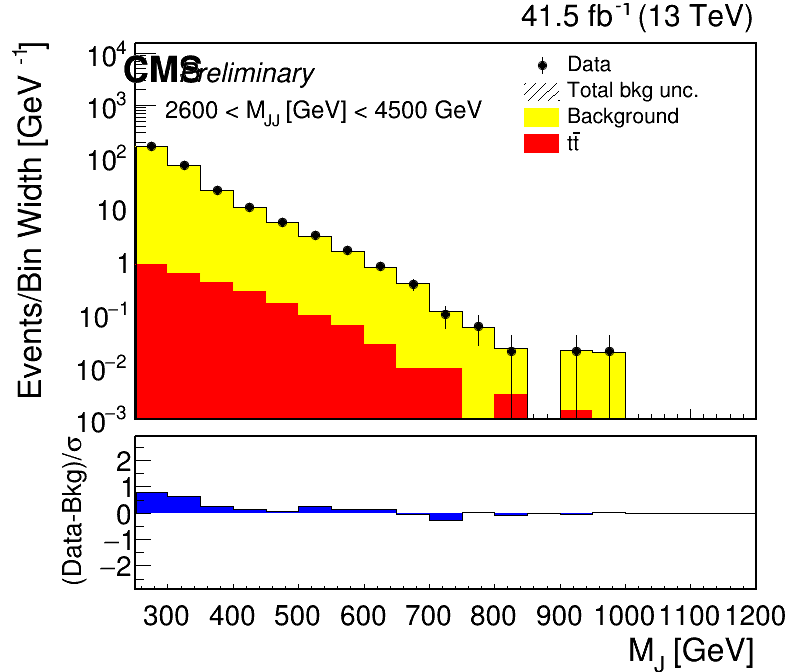 41.5 fb⁻¹ (13 TeV)
CMS Preliminary
2600 < M_JJ [GeV] < 4500 GeV
Data
Total bkg unc.
Background
tt̄
Events/Bin Width [GeV⁻¹]
10⁴
10³
10²
10
1
10⁻¹
10⁻²
10⁻³
(Data-Bkg)/σ
2
1
0
−1
−2
300 400 500 600 700 800 900 1000 1100 1200
M_J [GeV]